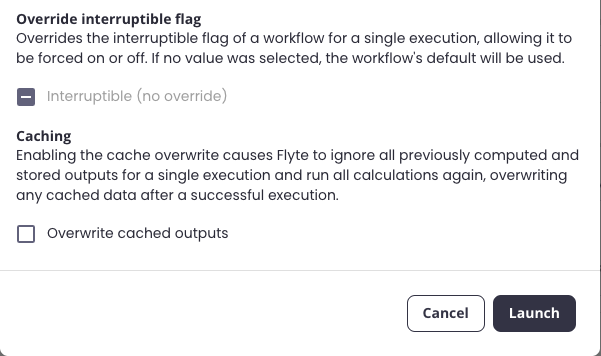 Override interruptible flag
Overrides the interruptible flag of a workflow for a single execution, allowing it to
be forced on or off. If no value was selected, the workflow's default will be used.
Interruptible (no override)
Caching
Enabling the cache overwrite causes Flyte to ignore all previously computed and
stored outputs for a single execution and run all calculations again, overwriting
any cached data after a successful execution.
Overwrite cached outputs
Cancel Launch